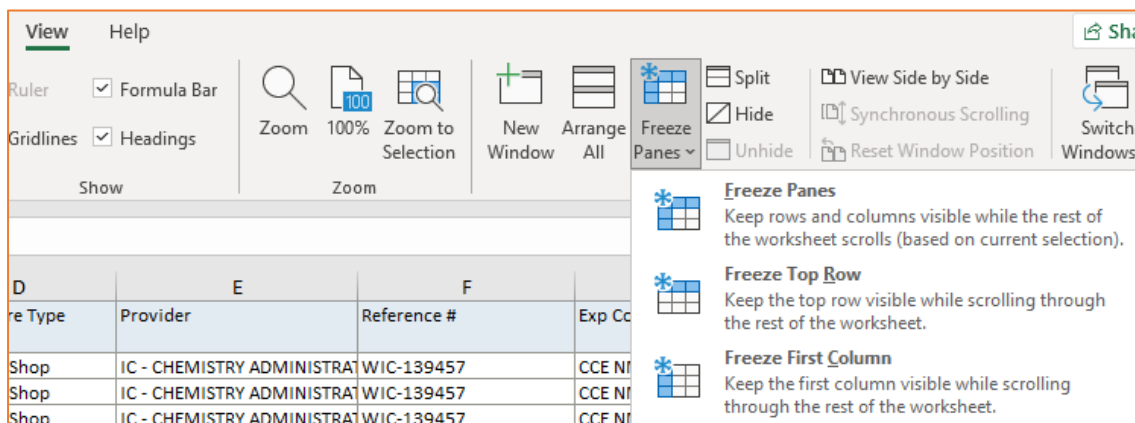 View Help Sha
Ruler Formula Bar
Gridlines Headings
Show
100
Zoom 100% Zoom to Selection
Zoom
New Window
Arrange All
Freeze Panes
Split
Hide
Unhide
View Side by Side
Synchronous Scrolling
Reset Window Position
Switch Windows
Freeze Panes
Keep rows and columns visible while the rest of
the worksheet scrolls (based on current selection).
Freeze Top Row
Keep the top row visible while scrolling through
the rest of the worksheet.
Freeze First Column
Keep the first column visible while scrolling
through the rest of the worksheet.
D E F
re Type Provider Reference # Exp Co
Shop IC - CHEMISTRY ADMINISTRAT WIC-139457 CCE NN
Shop IC - CHEMISTRY ADMINISTRAT WIC-139457 CCE NN
Shop IC - CHEMISTRY ADMINISTRAT WIC-139457 CCE NN